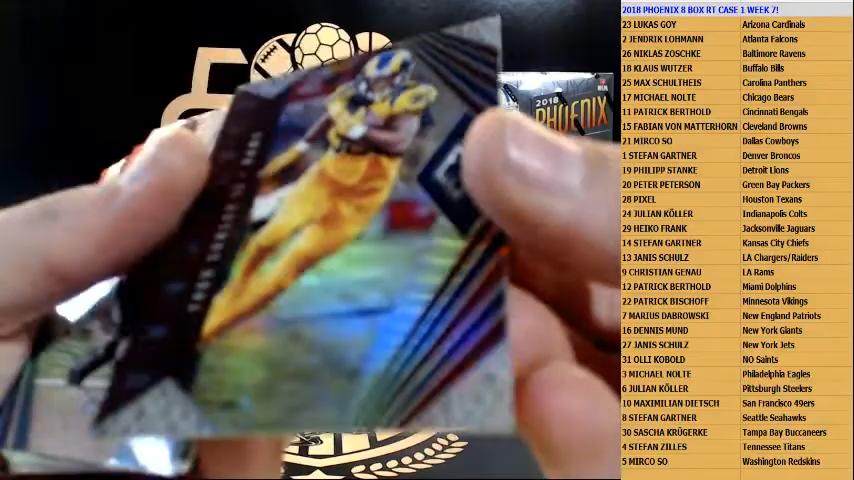 2018 PHOENIX 8 BOX RT CASE 1 WEEK 7!
23 LUKAS GOY Arizona Cardinals
2 JENDRIK LOHMANN Atlanta Falcons
26 NIKLAS ZOSCHKE Baltimore Ravens
18 KLAUS WUTZER Buffalo Bills
25 MAX SCHULTHEIS Carolina Panthers
17 MICHAEL NOLTE Chicago Bears
11 PATRICK BERTHOLD Cincinnati Bengals
15 FABIAN VON MATTERHORN Cleveland Browns
21 MIRCO SO Dallas Cowboys
1 STEFAN GARTNER Denver Broncos
19 PHILIPP STANKE Detroit Lions
20 PETER PETERSON Green Bay Packers
28 PIXEL Houston Texans
24 JULIAN KÖLLER Indianapolis Colts
29 HEIKO FRANK Jacksonville Jaguars
14 STEFAN GARTNER Kansas City Chiefs
13 JANIS SCHULZ LA Chargers/Raiders
9 CHRISTIAN GENAU LA Rams
12 PATRICK BERTHOLD Miami Dolphins
22 PATRICK BISCHOFF Minnesota Vikings
7 MARIUS DABROWSKI New England Patriots
16 DENNIS MUND New York Giants
27 JANIS SCHULZ New York Jets
31 OLLI KOBOLD NO Saints
3 MICHAEL NOLTE Philadelphia Eagles
6 JULIAN KÖLLER Pittsburgh Steelers
10 MAXIMILIAN DIETSCH San Francisco 49ers
8 STEFAN GARTNER Seattle Seahawks
30 SASCHA KRÜGERKE Tampa Bay Buccaneers
4 STEFAN ZILLES Tennessee Titans
5 MIRCO SO Washington Redskins
2018
PHOENIX
TODD GURLEY II • RAMS